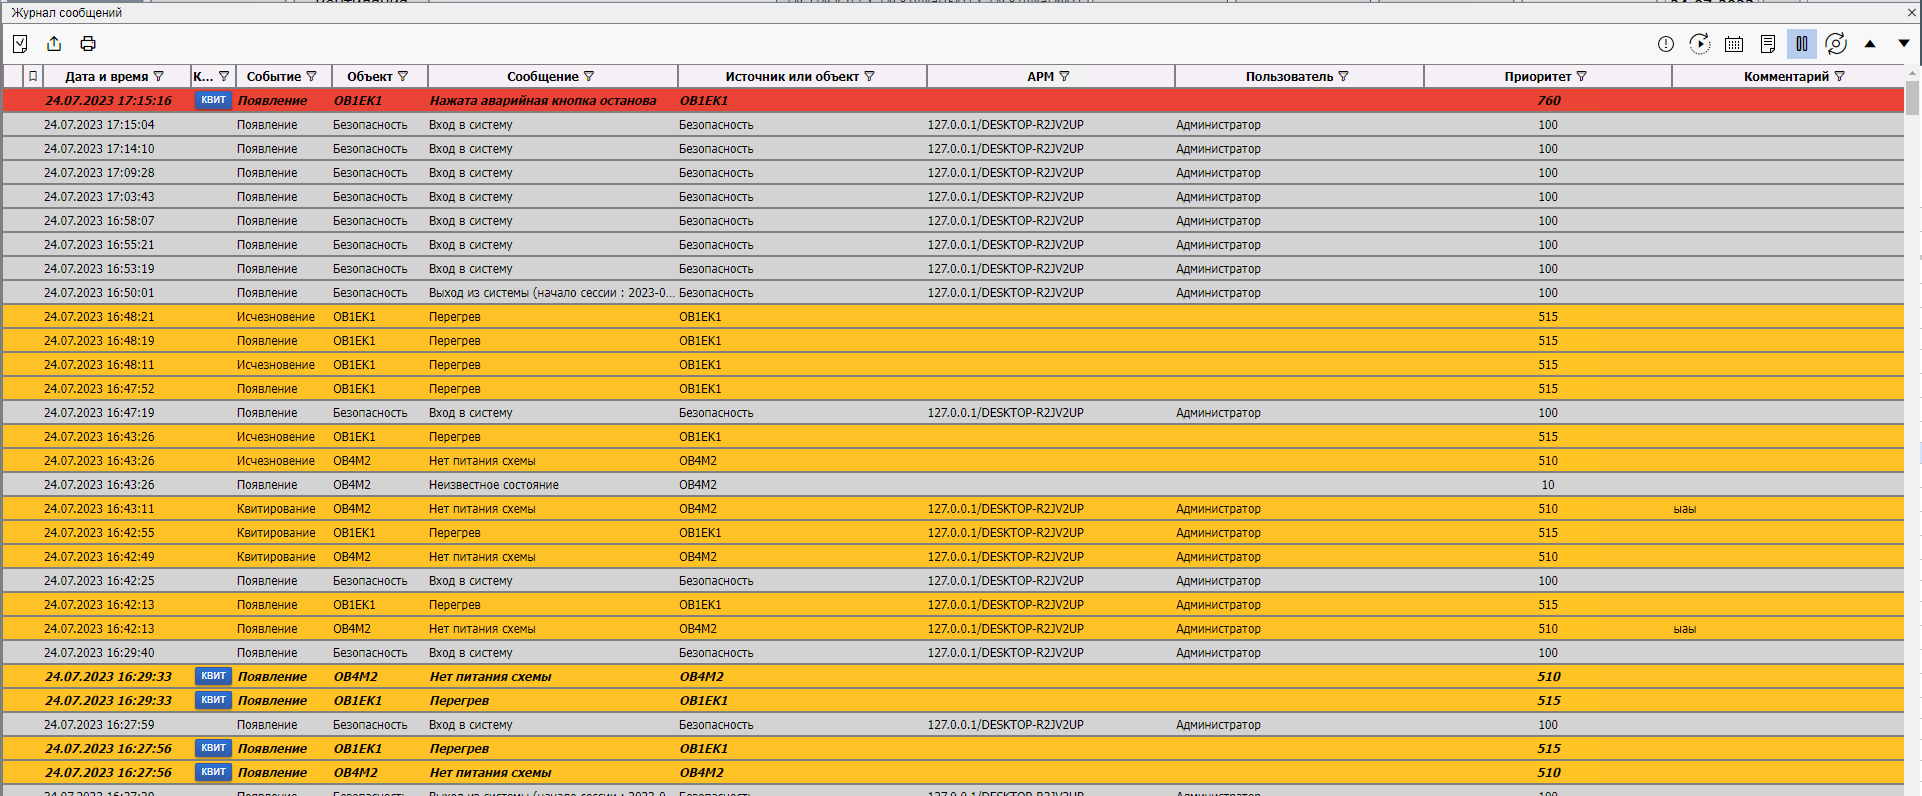 Журнал сообщений
Дата и время К... Событие Объект Сообщение Источник или объект АРМ Пользователь Приоритет Комментарий
24.07.2023 17:15:16 КВИТ Появление OB1EK1 Нажата аварийная кнопка останова OB1EK1 760
24.07.2023 17:15:04 Появление Безопасность Вход в систему Безопасность 127.0.0.1/DESKTOP-R2JV2UP Администратор 100
24.07.2023 17:14:10 Появление Безопасность Вход в систему Безопасность 127.0.0.1/DESKTOP-R2JV2UP Администратор 100
24.07.2023 17:09:28 Появление Безопасность Вход в систему Безопасность 127.0.0.1/DESKTOP-R2JV2UP Администратор 100
24.07.2023 17:03:43 Появление Безопасность Вход в систему Безопасность 127.0.0.1/DESKTOP-R2JV2UP Администратор 100
24.07.2023 16:58:07 Появление Безопасность Вход в систему Безопасность 127.0.0.1/DESKTOP-R2JV2UP Администратор 100
24.07.2023 16:55:21 Появление Безопасность Вход в систему Безопасность 127.0.0.1/DESKTOP-R2JV2UP Администратор 100
24.07.2023 16:53:19 Появление Безопасность Вход в систему Безопасность 127.0.0.1/DESKTOP-R2JV2UP Администратор 100
24.07.2023 16:50:01 Появление Безопасность Выход из системы (начало сессии : 2023-0... Безопасность 127.0.0.1/DESKTOP-R2JV2UP Администратор 100
24.07.2023 16:48:21 Исчезновение OB1EK1 Перегрев OB1EK1 515
24.07.2023 16:48:19 Появление OB1EK1 Перегрев OB1EK1 515
24.07.2023 16:48:11 Исчезновение OB1EK1 Перегрев OB1EK1 515
24.07.2023 16:47:52 Появление OB1EK1 Перегрев OB1EK1 515
24.07.2023 16:47:19 Появление Безопасность Вход в систему Безопасность 127.0.0.1/DESKTOP-R2JV2UP Администратор 100
24.07.2023 16:43:26 Исчезновение OB1EK1 Перегрев OB1EK1 515
24.07.2023 16:43:26 Исчезновение OB4M2 Нет питания схемы OB4M2 510
24.07.2023 16:43:26 Появление OB4M2 Неизвестное состояние OB4M2 10
24.07.2023 16:43:11 Квитирование OB4M2 Нет питания схемы OB4M2 127.0.0.1/DESKTOP-R2JV2UP Администратор 510 ыаы
24.07.2023 16:42:55 Квитирование OB1EK1 Перегрев OB1EK1 127.0.0.1/DESKTOP-R2JV2UP Администратор 515
24.07.2023 16:42:49 Квитирование OB4M2 Нет питания схемы OB4M2 127.0.0.1/DESKTOP-R2JV2UP Администратор 510
24.07.2023 16:42:25 Появление Безопасность Вход в систему Безопасность 127.0.0.1/DESKTOP-R2JV2UP Администратор 100
24.07.2023 16:42:13 Появление OB1EK1 Перегрев OB1EK1 127.0.0.1/DESKTOP-R2JV2UP Администратор 515
24.07.2023 16:42:13 Появление OB4M2 Нет питания схемы OB4M2 127.0.0.1/DESKTOP-R2JV2UP Администратор 510 ыаы
24.07.2023 16:29:40 Появление Безопасность Вход в систему Безопасность 127.0.0.1/DESKTOP-R2JV2UP Администратор 100
24.07.2023 16:29:33 КВИТ Появление OB4M2 Нет питания схемы OB4M2 510
24.07.2023 16:29:33 КВИТ Появление OB1EK1 Перегрев OB1EK1 515
24.07.2023 16:27:59 Появление Безопасность Вход в систему Безопасность 127.0.0.1/DESKTOP-R2JV2UP Администратор 100
24.07.2023 16:27:56 КВИТ Появление OB1EK1 Перегрев OB1EK1 515
24.07.2023 16:27:56 КВИТ Появление OB4M2 Нет питания схемы OB4M2 510